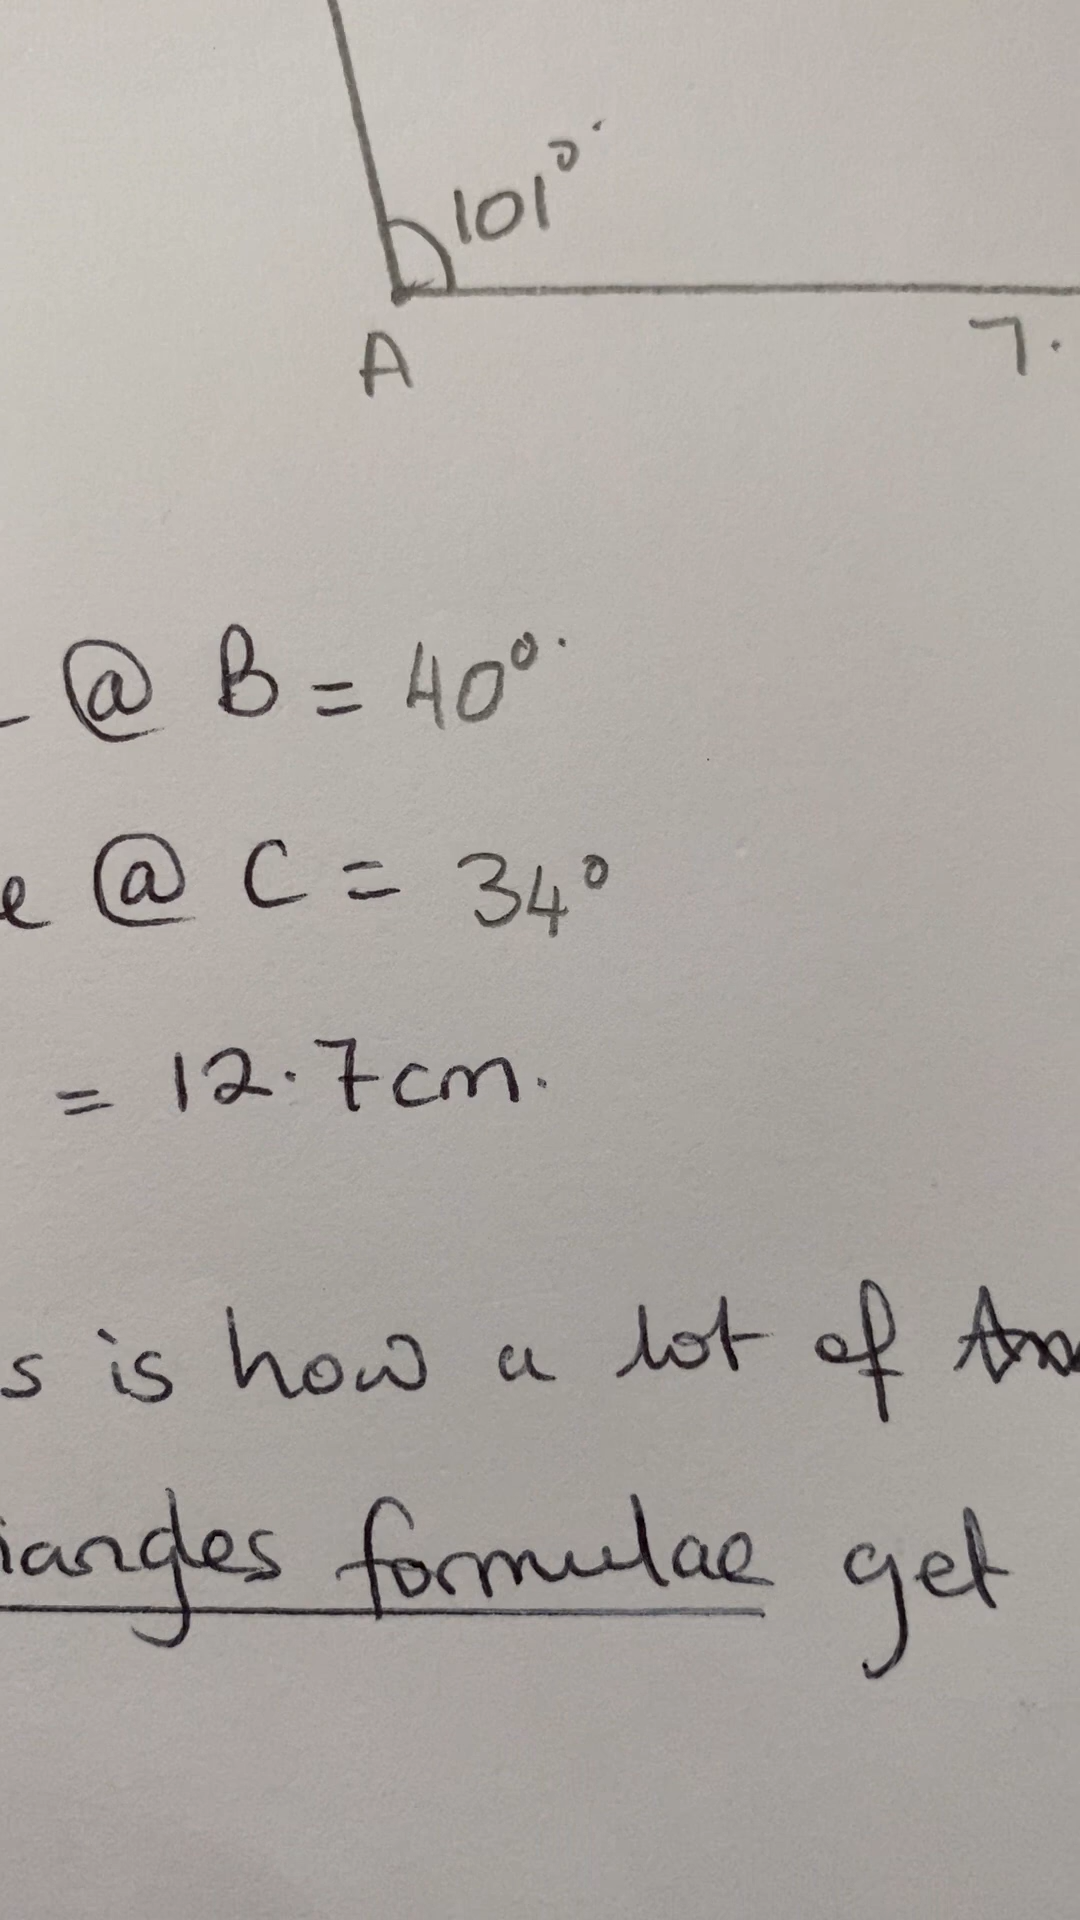 101°
7.
A
@ B = 40°.
e @ C = 34°
= 12.7cm.
s is how a lot of
iangles formulae get